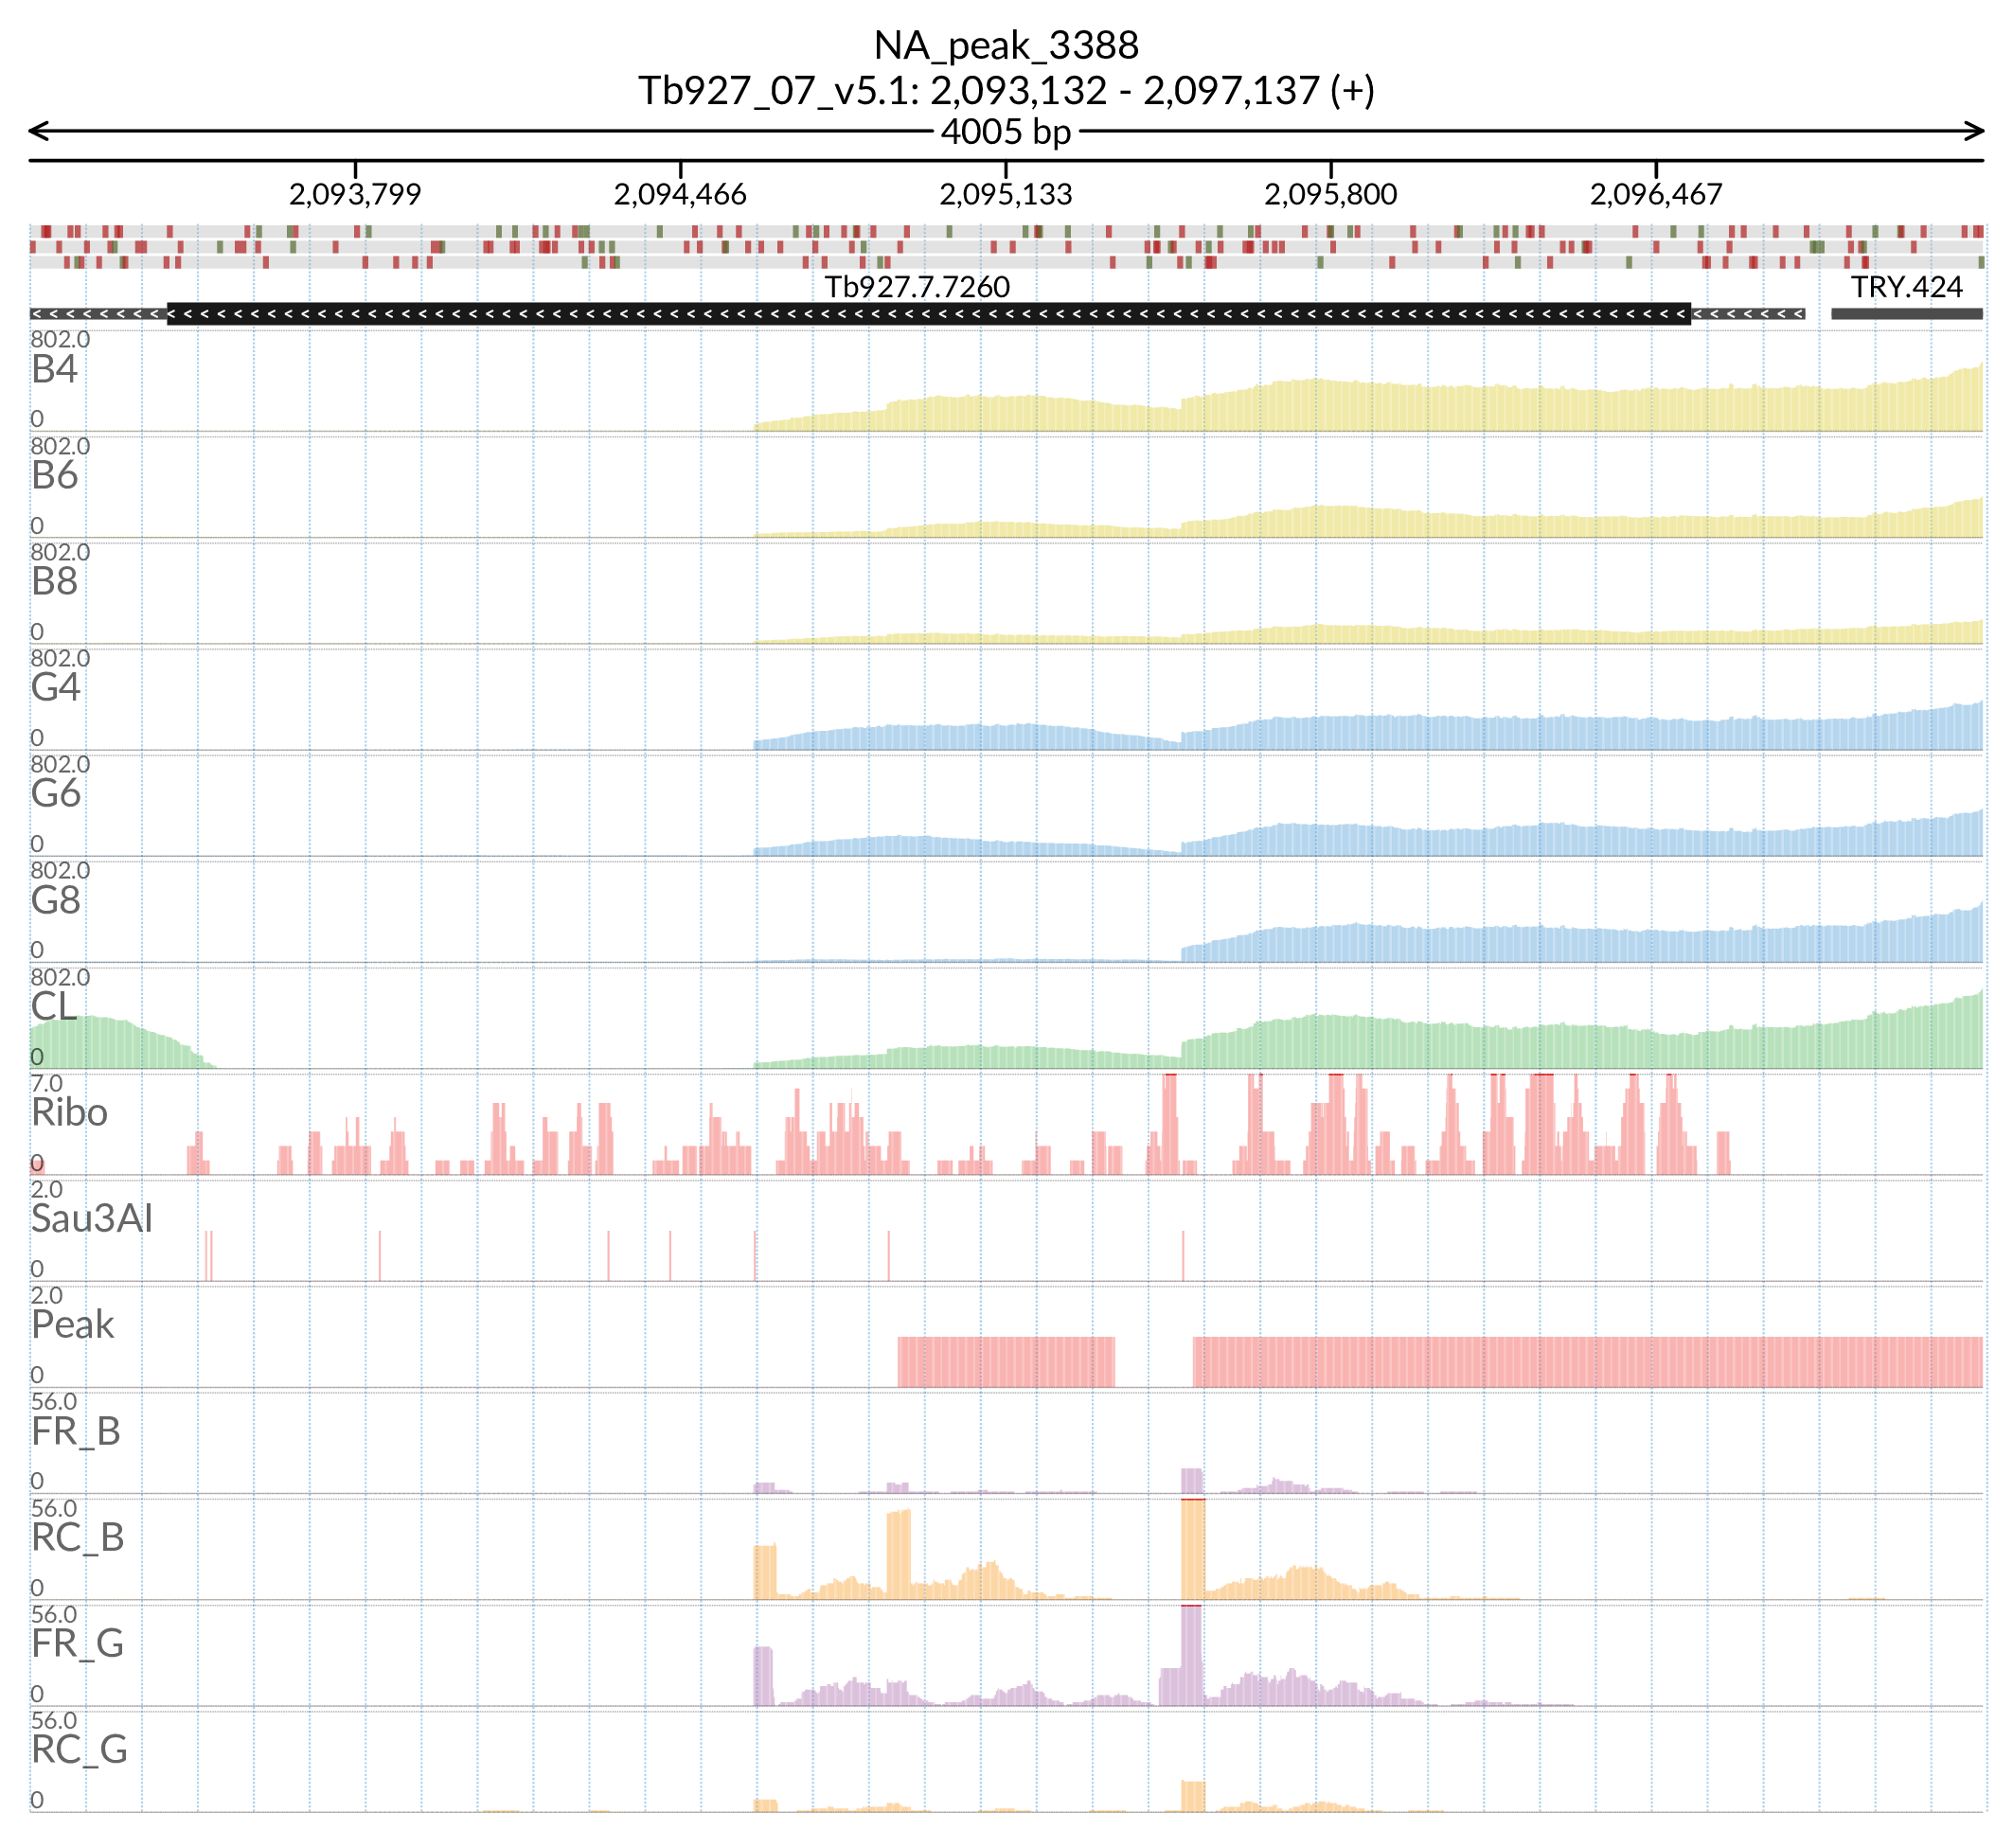 NA_peak_3388
Tb927_07_v5.1: 2,093,132 - 2,097,137 (+)
4005 bp
2,093,799 2,094,466 2,095,133 2,095,800 2,096,467
Tb927.7.7260 TRY.424
802.0
B4
0
802.0
B6
0
802.0
B8
0
802.0
G4
0
802.0
G6
0
802.0
G8
0
802.0
CL
0
7.0
Ribo
0
2.0
Sau3AI
0
2.0
Peak
0
56.0
FR_B
0
56.0
RC_B
0
56.0
FR_G
0
56.0
RC_G
0